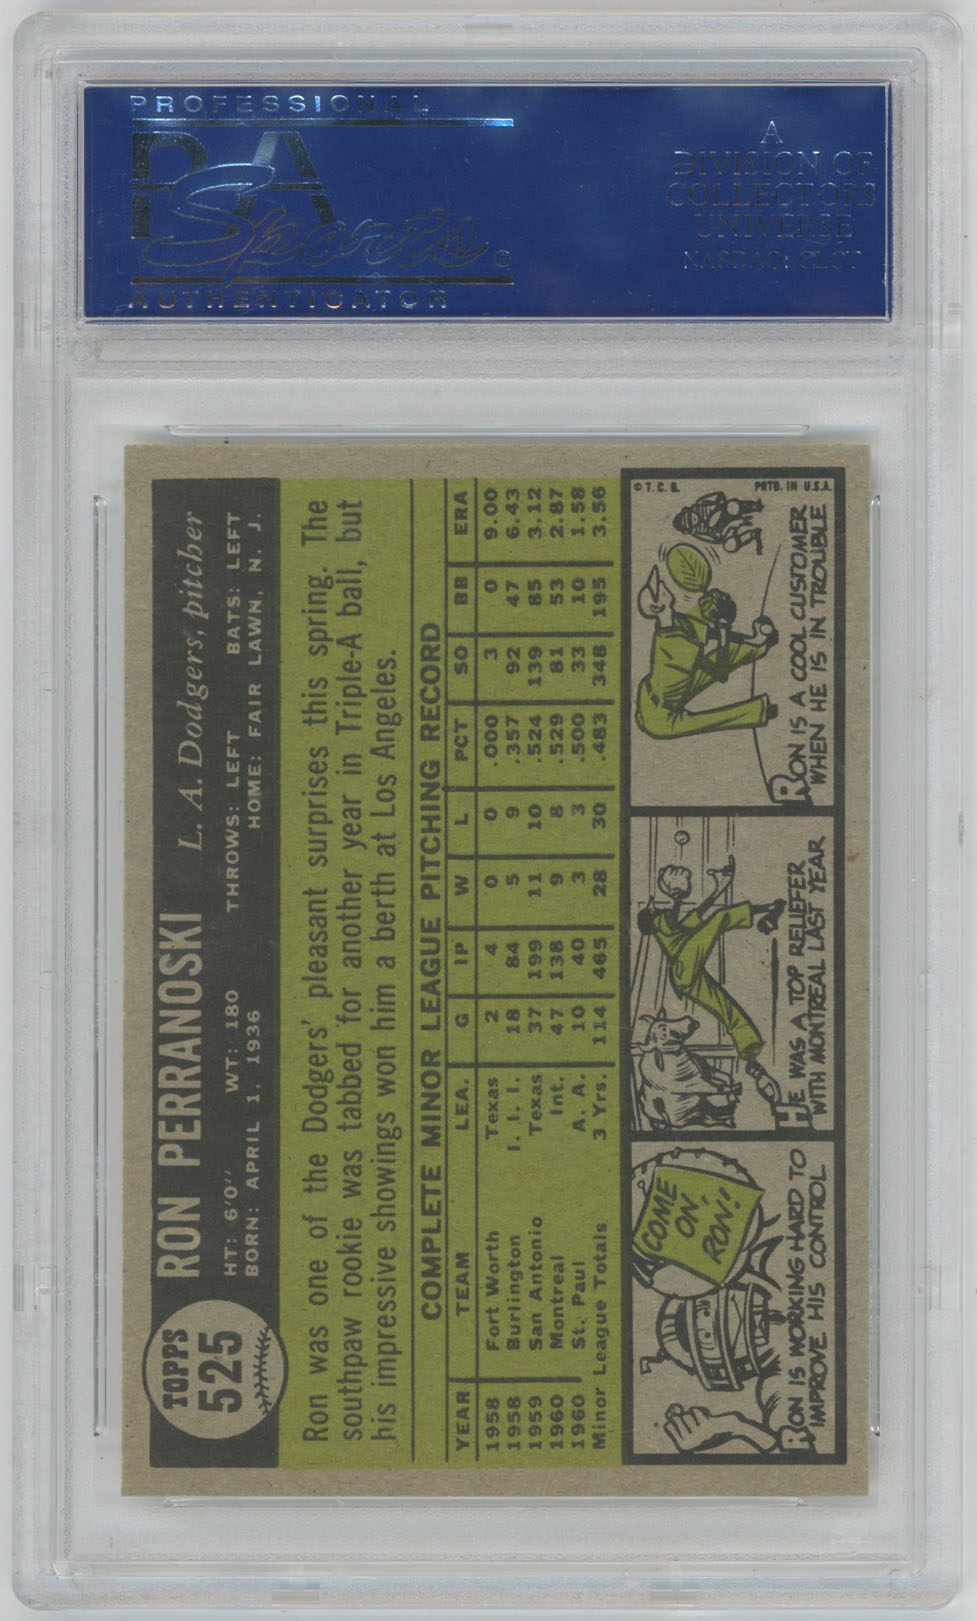 PROFESSIONAL
PSA
Sports®
AUTHENTICATOR
A
DIVISION OF
COLLECTORS
UNIVERSE
NASDAQ: CLCT
TOPPS
525
RON PERRANOSKI L. A. Dodgers, pitcher
HT: 6'0" WT: 180 THROWS: LEFT BATS: LEFT
BORN: APRIL 1, 1936 HOME: FAIR LAWN, N. J.
Ron was one of the Dodgers' pleasant surprises this spring. The
southpaw rookie was tabbed for another year in Triple-A ball, but
his impressive showings won him a berth at Los Angeles.
COMPLETE MINOR LEAGUE PITCHING RECORD
YEAR TEAM LEA. G IP W L PCT SO BB ERA
1958 Fort Worth Texas 2 4 0 0 .000 3 0 9.00
1958 Burlington I. I. I. 18 84 5 9 .357 92 47 6.43
1959 San Antonio Texas 37 199 11 10 .524 139 85 3.12
1960 Montreal Int. 47 138 9 8 .529 81 53 2.87
1960 St. Paul A. A. 10 40 3 3 .500 33 10 1.58
Minor League Totals 3 Yrs. 114 465 28 30 .483 348 195 3.56
COME
ON,
RON!
RON IS WORKING HARD TO
IMPROVE HIS CONTROL
HE WAS A TOP RELIEFER
WITH MONTREAL LAST YEAR
© T. C. G. PRTD. IN U.S.A.
RON IS A COOL CUSTOMER
WHEN HE IS IN TROUBLE